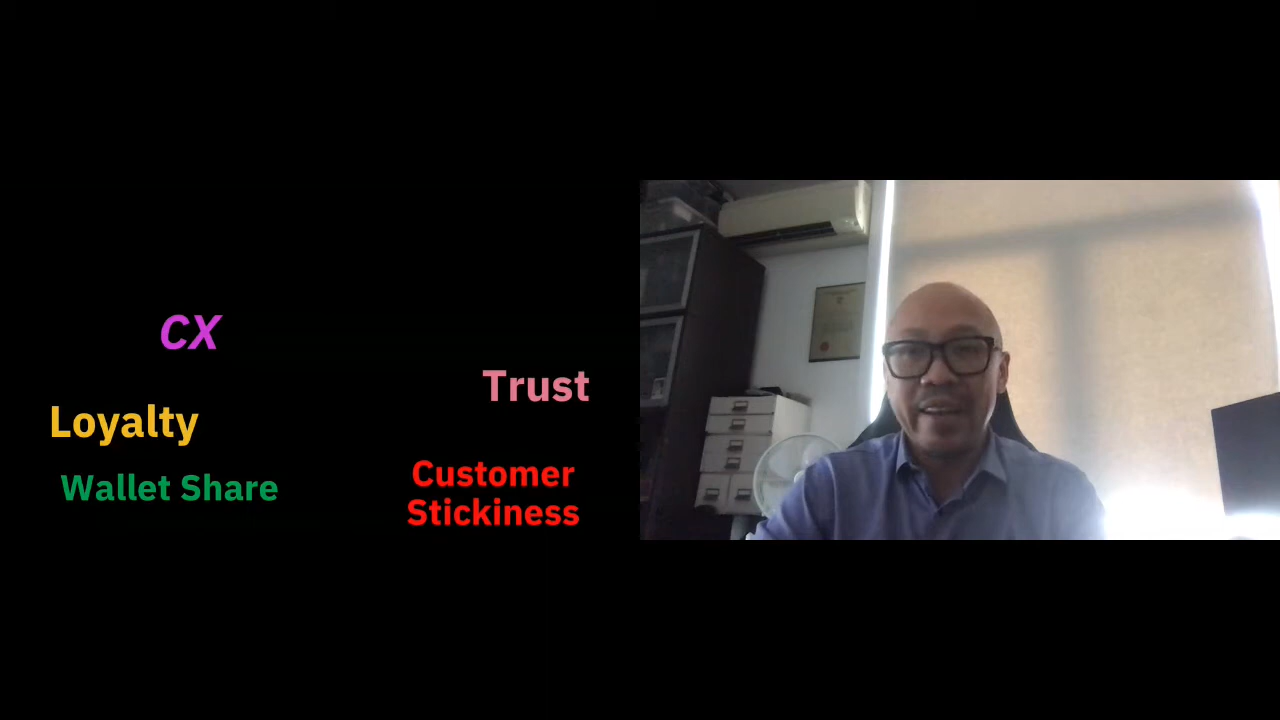 CX
Trust
Loyalty
Wallet Share
Customer
Stickiness